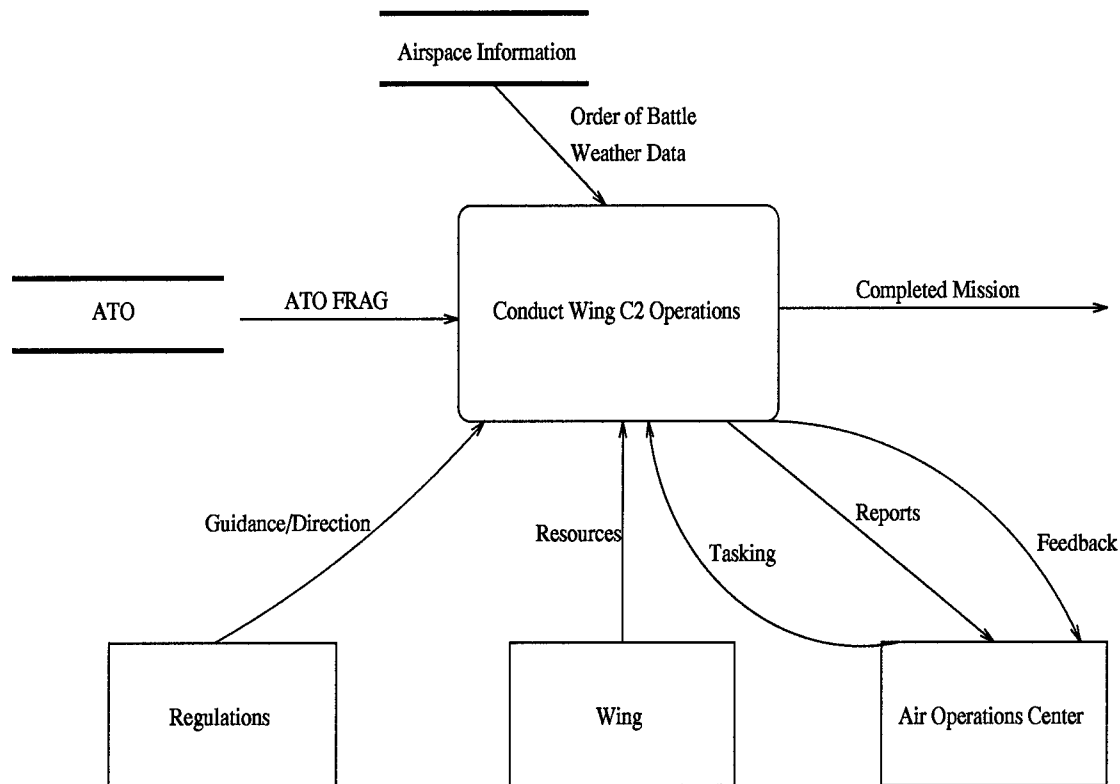 Airspace Information
Order of Battle
Weather Data
ATO
ATO FRAG
Conduct Wing C2 Operations
Completed Mission
Guidance/Direction
Resources
Tasking
Reports
Feedback
Regulations
Wing
Air Operations Center